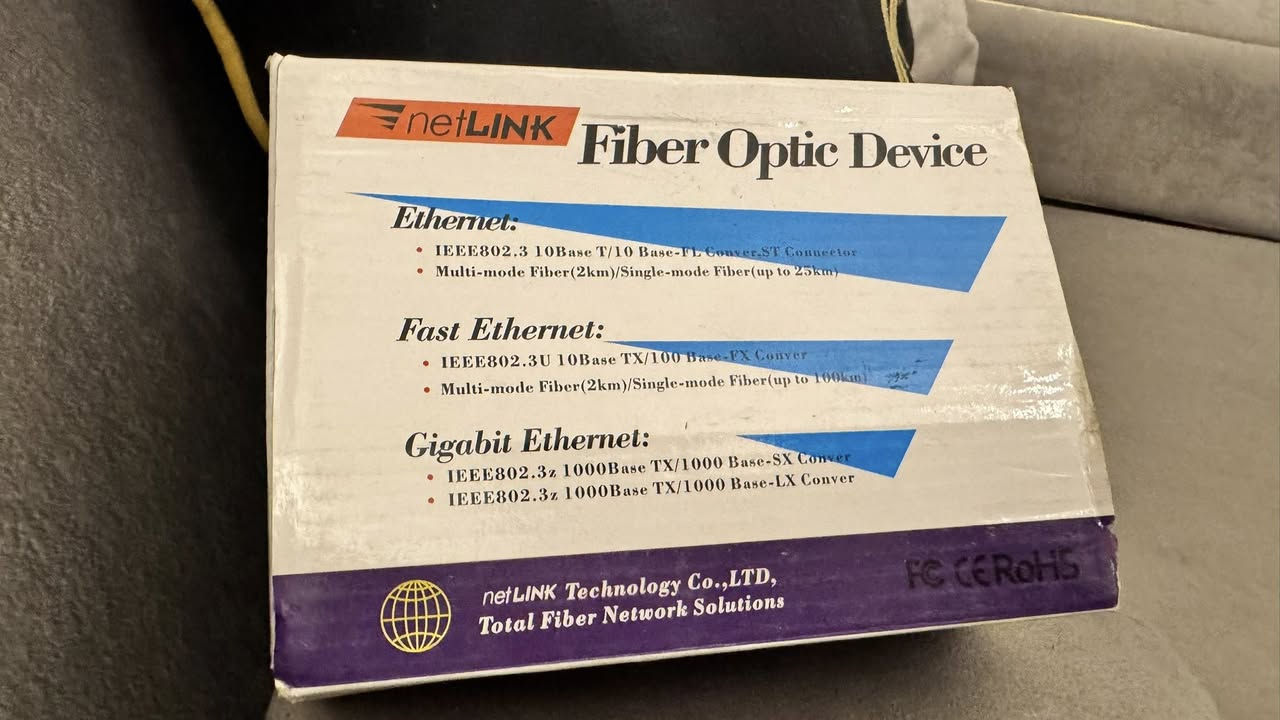 netLINK Fiber Optic Device
Ethernet:
• IEEE802.3 10Base T/10 Base-FL Conver.ST Connector
• Multi-mode Fiber(2km)/Single-mode Fiber(up to 25km)
Fast Ethernet:
• IEEE802.3U 10Base TX/100 Base-FX Conver
• Multi-mode Fiber(2km)/Single-mode Fiber(up to 100km)
Gigabit Ethernet:
• IEEE802.3z 1000Base TX/1000 Base-SX Conver
• IEEE802.3z 1000Base TX/1000 Base-LX Conver
netLINK Technology Co.,LTD,
Total Fiber Network Solutions
FC CE RoHS